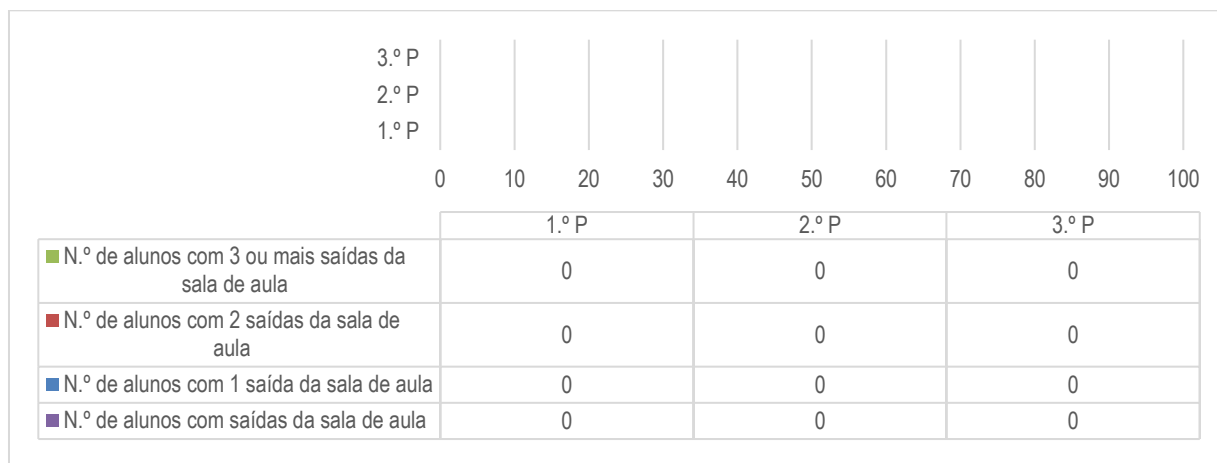 3.º P
2.º P
1.º P
0 10 20 30 40 50 60 70 80 90 100
1.º P 2.º P 3.º P
N.º de alunos com 3 ou mais saídas da
sala de aula
0 0 0
N.º de alunos com 2 saídas da sala de
aula
0 0 0
N.º de alunos com 1 saída da sala de aula 0 0 0
N.º de alunos com saídas da sala de aula 0 0 0